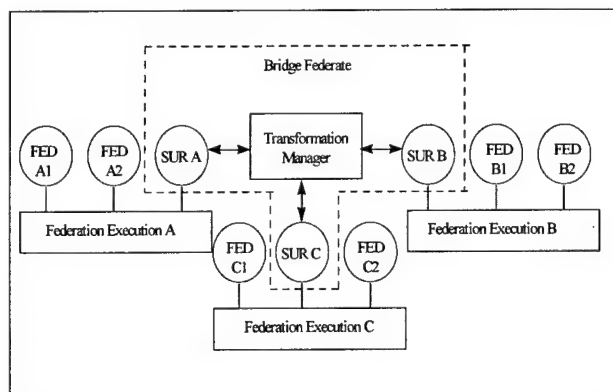 Bridge Federate
FED
A1
FED
A2
SUR A
Transformation
Manager
SUR B
FED
B1
FED
B2
Federation Execution A
Federation Execution B
FED
C1
SUR C
FED
C2
Federation Execution C